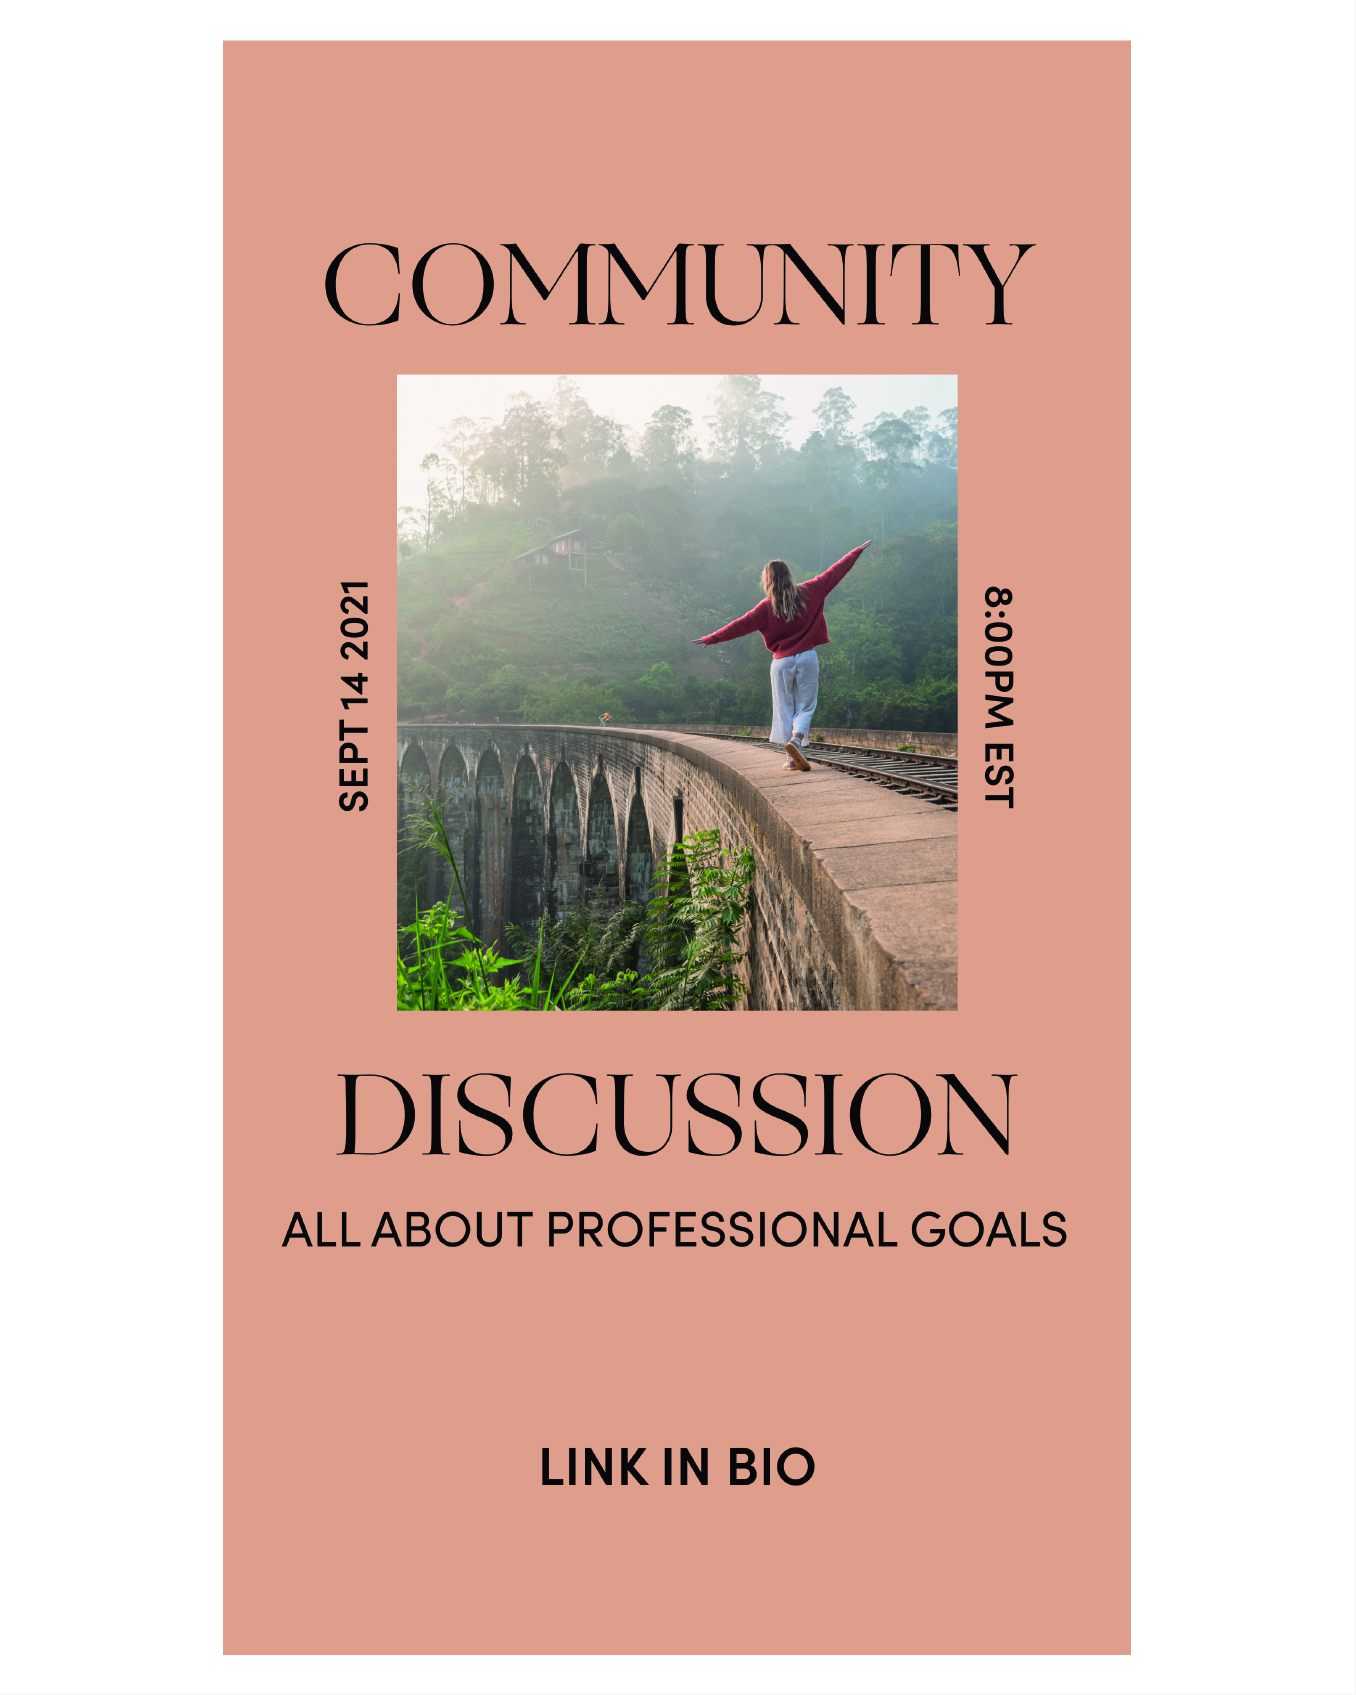 COMMUNITY
SEPT 14 2021
8:00PM EST
DISCUSSION
ALL ABOUT PROFESSIONAL GOALS
LINK IN BIO